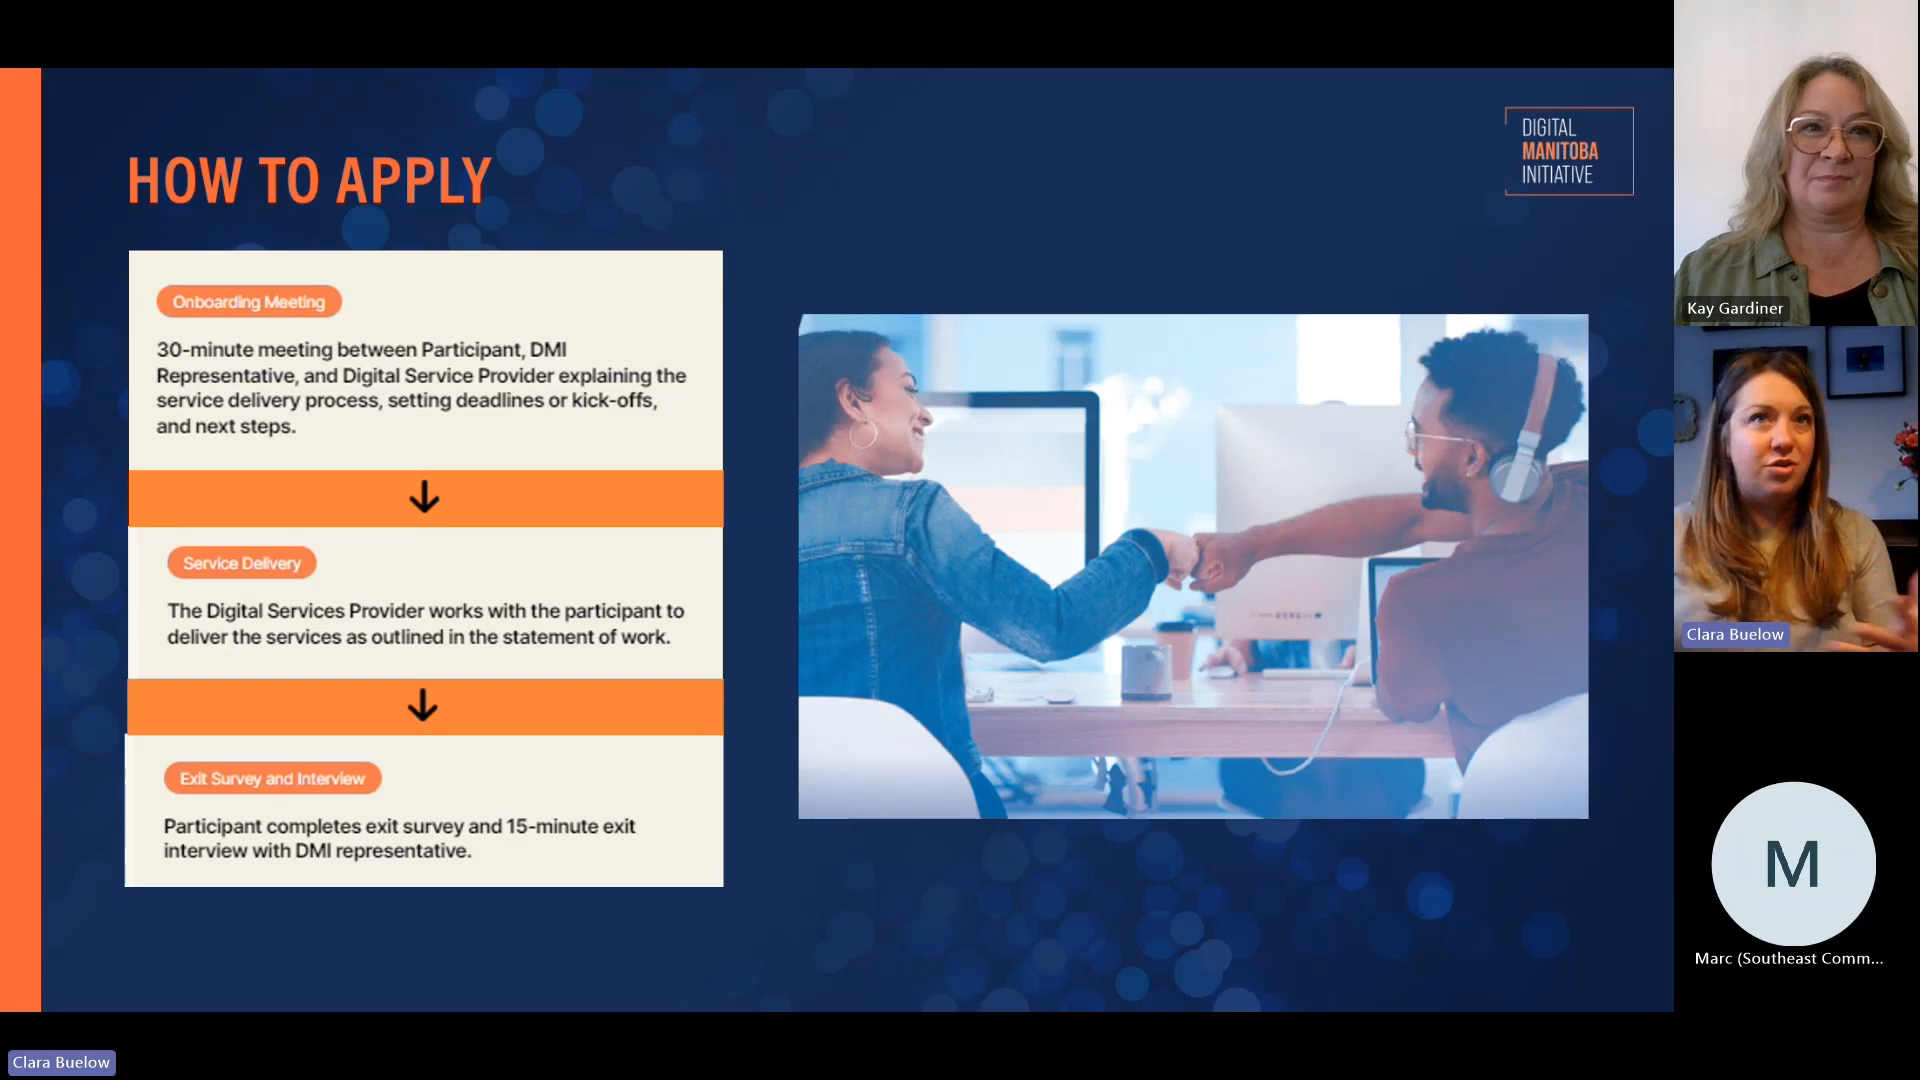 HOW TO APPLY
DIGITAL
MANITOBA
INITIATIVE
Onboarding Meeting
30-minute meeting between Participant, DMI
Representative, and Digital Service Provider explaining the
service delivery process, setting deadlines or kick-offs,
and next steps.
Service Delivery
The Digital Services Provider works with the participant to
deliver the services as outlined in the statement of work.
Exit Survey and Interview
Participant completes exit survey and 15-minute exit
interview with DMI representative.
Kay Gardiner
Clara Buelow
M
Marc (Southeast Comm...
Clara Buelow